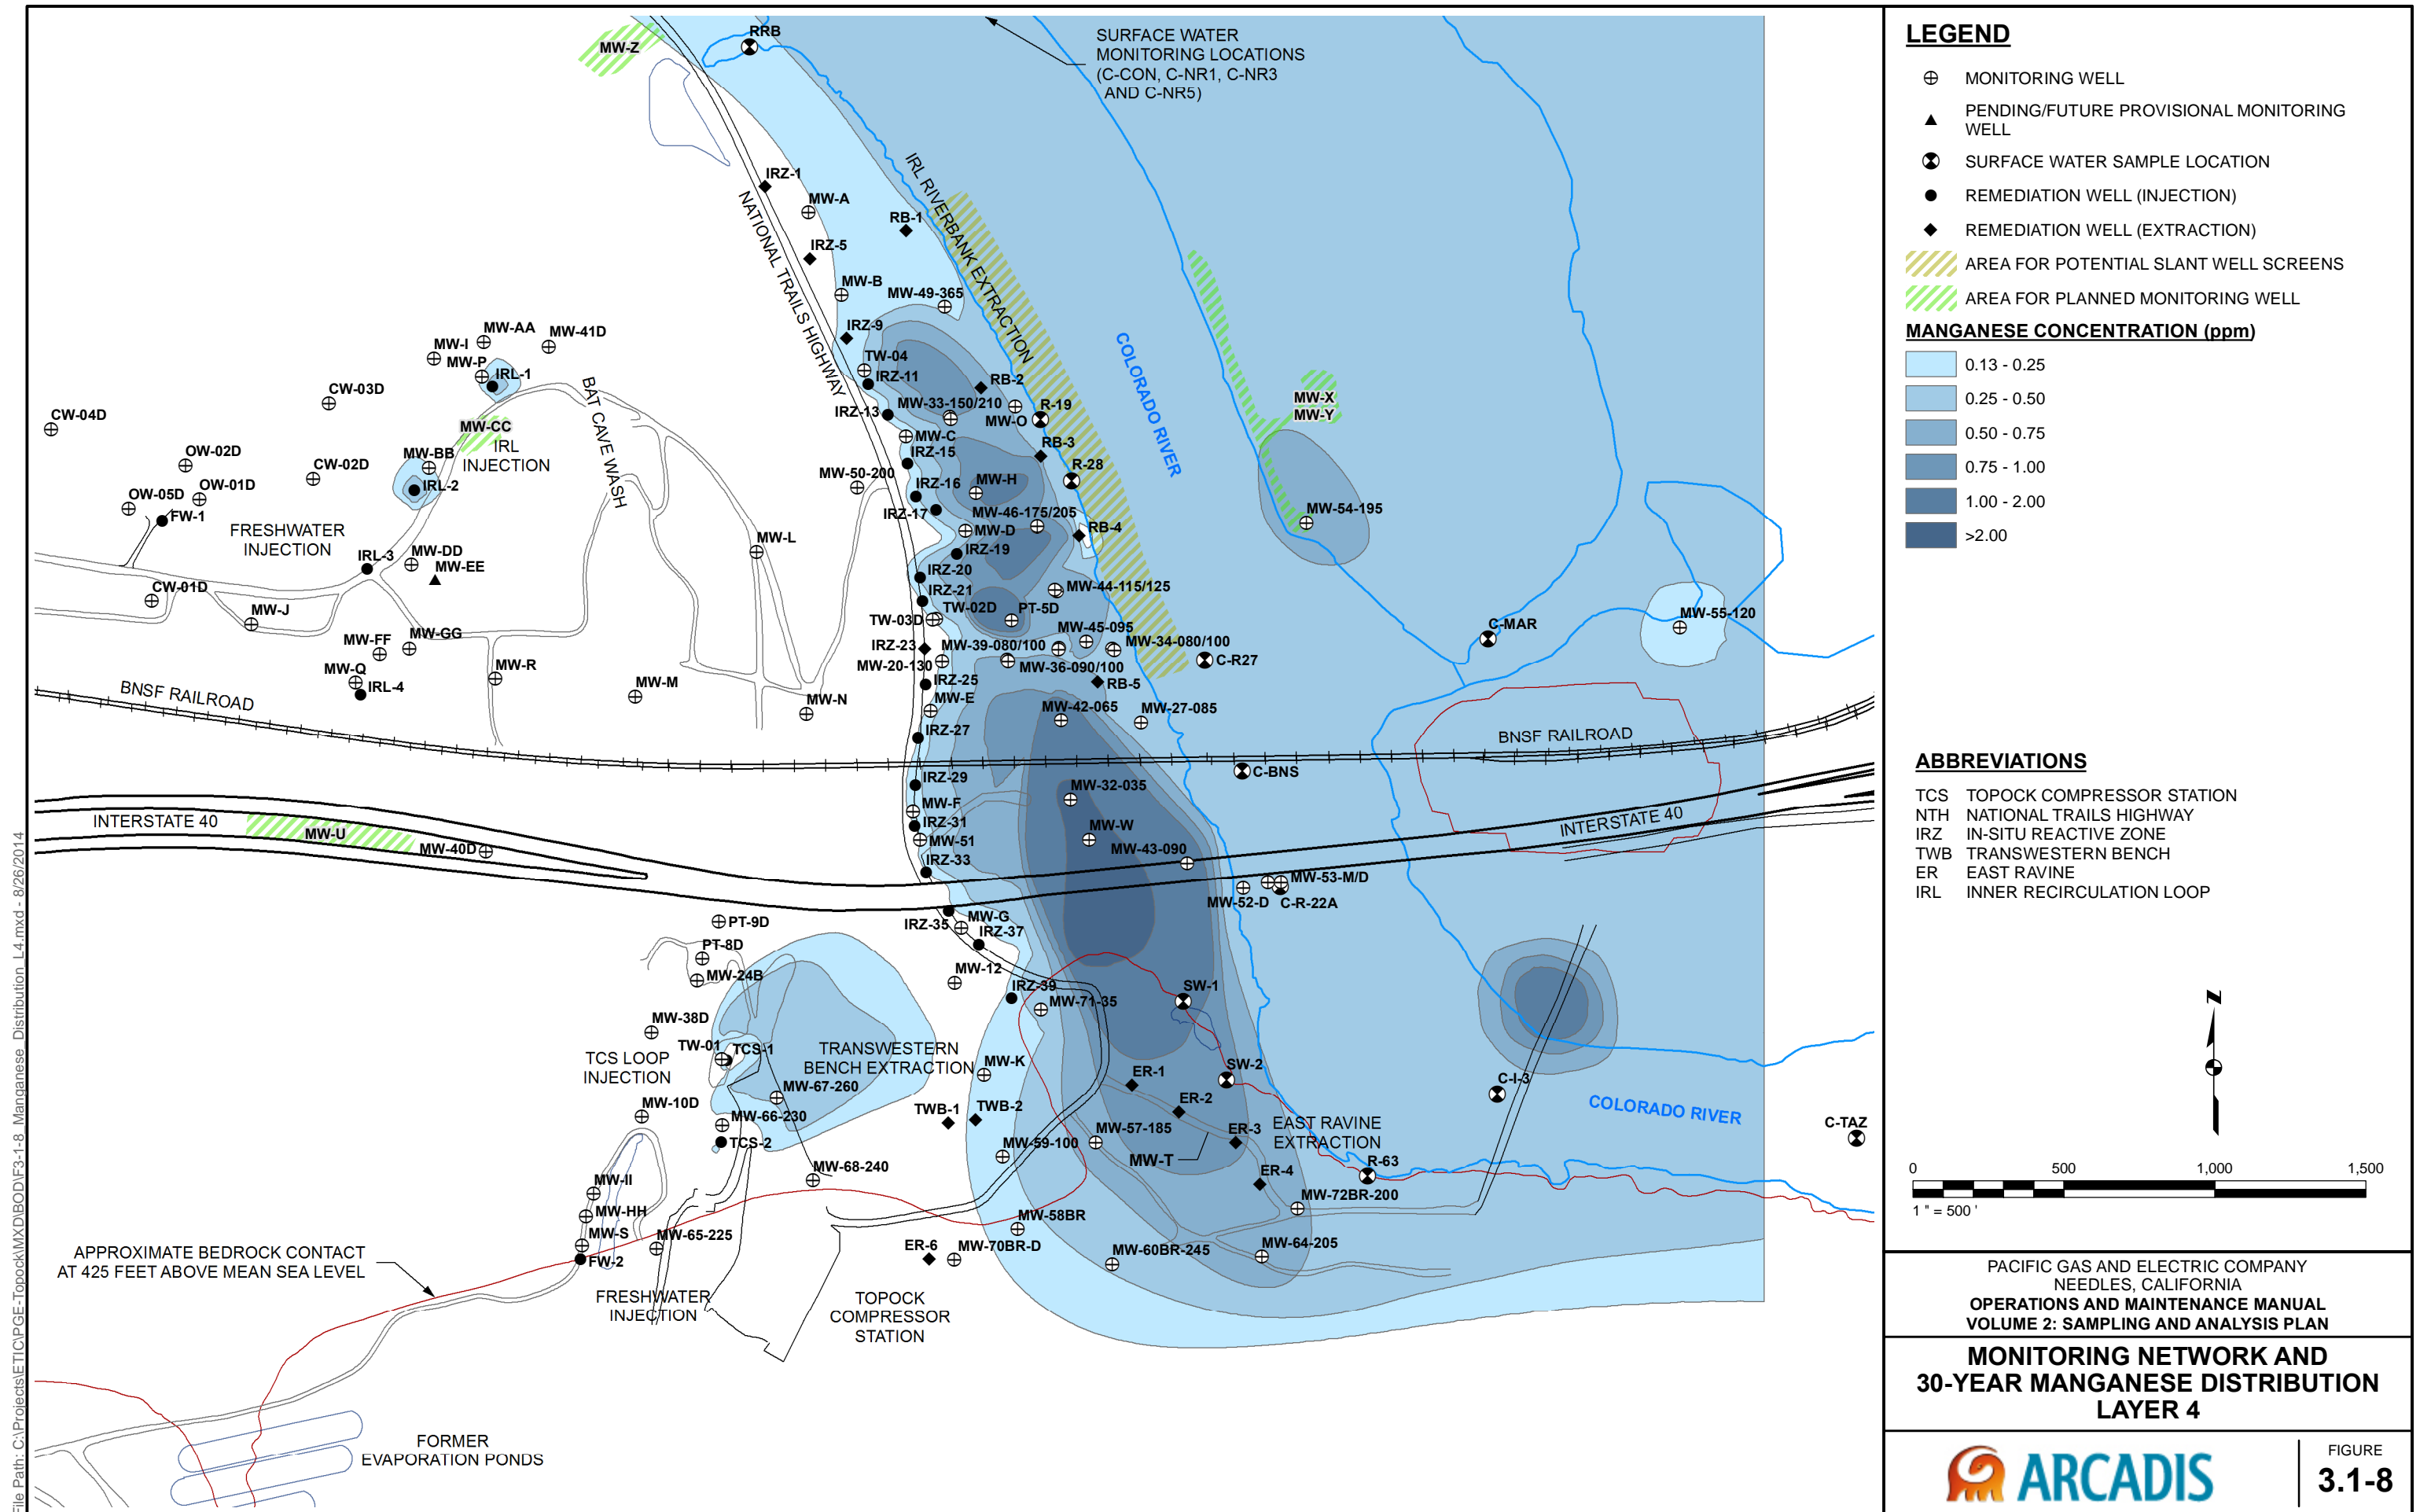 RRB
MW-Z
SURFACE WATER
MONITORING LOCATIONS
(C-CON, C-NR1, C-NR3
AND C-NR5)
IRZ-1
MW-A
RB-1
IRL RIVERBANK EXTRACTION
NATIONAL TRAILS HIGHWAY
IRZ-5
MW-B
MW-49-365
IRZ-9
MW-AA
MW-41D
MW-I
MW-P
IRL-1
TW-04
IRZ-11
RB-2
COLORADO RIVER
CW-03D
BAT CAVE WASH
MW-X
MW-Y
CW-04D
IRZ-13
MW-33-150/210
MW-O
R-19
MW-CC
IRL
INJECTION
MW-C
RB-3
OW-02D
CW-02D
MW-BB
IRZ-15
R-28
MW-50-200
IRL-2
IRZ-16
MW-H
OW-05D
OW-01D
FW-1
IRZ-17
MW-46-175/205
MW-54-195
FRESHWATER
INJECTION
MW-D
RB-4
MW-L
IRZ-19
IRL-3
MW-DD
MW-EE
IRZ-20
CW-01D
IRZ-21
MW-44-115/125
MW-J
TW-02D
PT-5D
MW-55-120
TW-03D
MW-45-095
C-MAR
MW-FF
MW-GG
IRZ-23
MW-39-080/100
MW-34-080/100
MW-20-130
MW-36-090/100
C-R27
MW-Q
IRL-4
MW-R
MW-M
IRZ-25
RB-5
BNSF RAILROAD
MW-N
MW-E
MW-42-065
MW-27-085
IRZ-27
BNSF RAILROAD
C-BNS
IRZ-29
MW-32-035
MW-F
INTERSTATE 40
MW-U
IRZ-31
MW-W
INTERSTATE 40
MW-40D
MW-51
MW-43-090
IRZ-33
MW-53-M/D
MW-52-D
C-R-22A
PT-9D
IRZ-35
MW-G
IRZ-37
PT-8D
MW-24B
MW-12
IRZ-39
MW-71-35
SW-1
MW-38D
TW-01
TCS-1
TCS LOOP
INJECTION
TRANSWESTERN
BENCH EXTRACTION
MW-K
SW-2
ER-1
MW-67-260
C-I-3
COLORADO RIVER
MW-10D
MW-66-230
TWB-1
TWB-2
ER-2
TCS-2
MW-59-100
MW-57-185
ER-3
EAST RAVINE
EXTRACTION
C-TAZ
MW-T
MW-68-240
ER-4
R-63
MW-II
MW-HH
MW-72BR-200
MW-S
MW-65-225
MW-58BR
APPROXIMATE BEDROCK CONTACT
AT 425 FEET ABOVE MEAN SEA LEVEL
FW-2
ER-6
MW-70BR-D
MW-60BR-245
MW-64-205
FRESHWATER
INJECTION
TOPOCK
COMPRESSOR
STATION
FORMER
EVAPORATION PONDS
File Path: C:\Projects\ETIC\PGE-Topock\MXD\BOD\F3-1-8_Manganese_Distribution_L4.mxd - 8/26/2014
LEGEND
MONITORING WELL
PENDING/FUTURE PROVISIONAL MONITORING
WELL
SURFACE WATER SAMPLE LOCATION
REMEDIATION WELL (INJECTION)
REMEDIATION WELL (EXTRACTION)
AREA FOR POTENTIAL SLANT WELL SCREENS
AREA FOR PLANNED MONITORING WELL
MANGANESE CONCENTRATION (ppm)
0.13 - 0.25
0.25 - 0.50
0.50 - 0.75
0.75 - 1.00
1.00 - 2.00
>2.00
ABBREVIATIONS
TCS TOPOCK COMPRESSOR STATION
NTH NATIONAL TRAILS HIGHWAY
IRZ IN-SITU REACTIVE ZONE
TWB TRANSWESTERN BENCH
ER EAST RAVINE
IRL INNER RECIRCULATION LOOP
N
0 500 1,000 1,500
1 " = 500 '
PACIFIC GAS AND ELECTRIC COMPANY
NEEDLES, CALIFORNIA
OPERATIONS AND MAINTENANCE MANUAL
VOLUME 2: SAMPLING AND ANALYSIS PLAN
MONITORING NETWORK AND
30-YEAR MANGANESE DISTRIBUTION
LAYER 4
ARCADIS
FIGURE
3.1-8